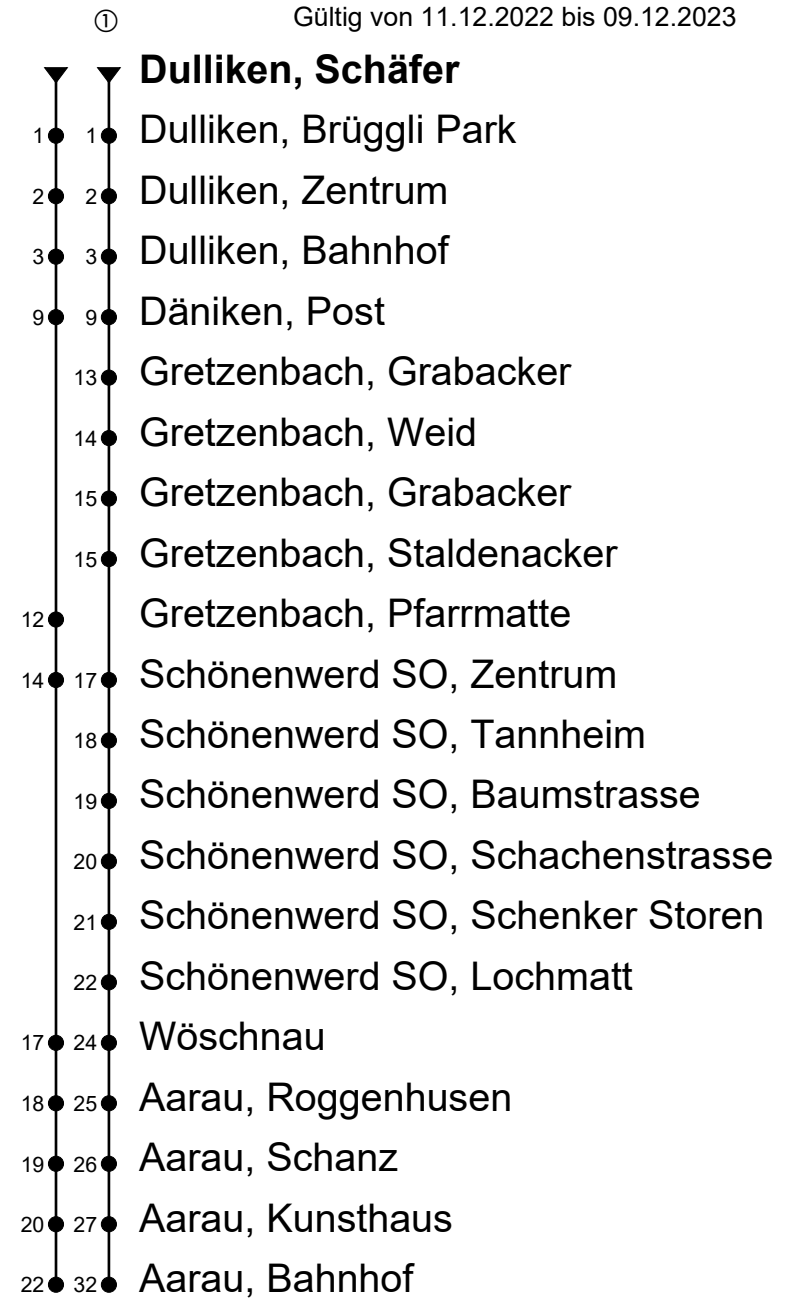 ① Gültig von 11.12.2022 bis 09.12.2023
Dulliken, Schäfer
1 1 Dulliken, Brüggli Park
2 2 Dulliken, Zentrum
3 3 Dulliken, Bahnhof
9 9 Däniken, Post
13 Gretzenbach, Grabacker
14 Gretzenbach, Weid
15 Gretzenbach, Grabacker
15 Gretzenbach, Staldenacker
12 Gretzenbach, Pfarrmatte
14 17 Schönenwerd SO, Zentrum
18 Schönenwerd SO, Tannheim
19 Schönenwerd SO, Baumstrasse
20 Schönenwerd SO, Schachenstrasse
21 Schönenwerd SO, Schenker Storen
22 Schönenwerd SO, Lochmatt
17 24 Wöschnau
18 25 Aarau, Roggenhusen
19 26 Aarau, Schanz
20 27 Aarau, Kunsthaus
22 32 Aarau, Bahnhof